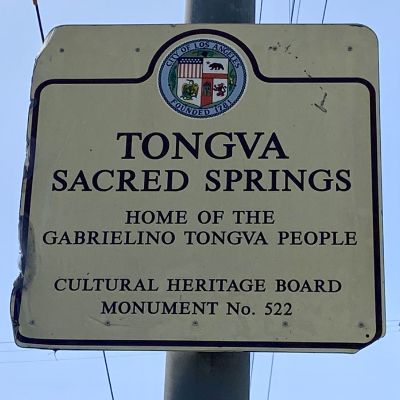 CITY OF LOS ANGELES
FOUNDED 1781
TONGVA
SACRED SPRINGS
HOME OF THE
GABRIELINO TONGVA PEOPLE
CULTURAL HERITAGE BOARD
MONUMENT No. 522